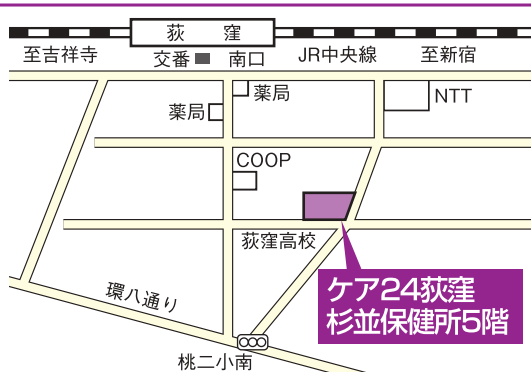 荻窪
至吉祥寺
交番
南口
JR中央線
至新宿
薬局
薬局
NTT
COOP
荻窪高校
ケア24荻窪
杉並保健所5階
環八通り
桃二小南